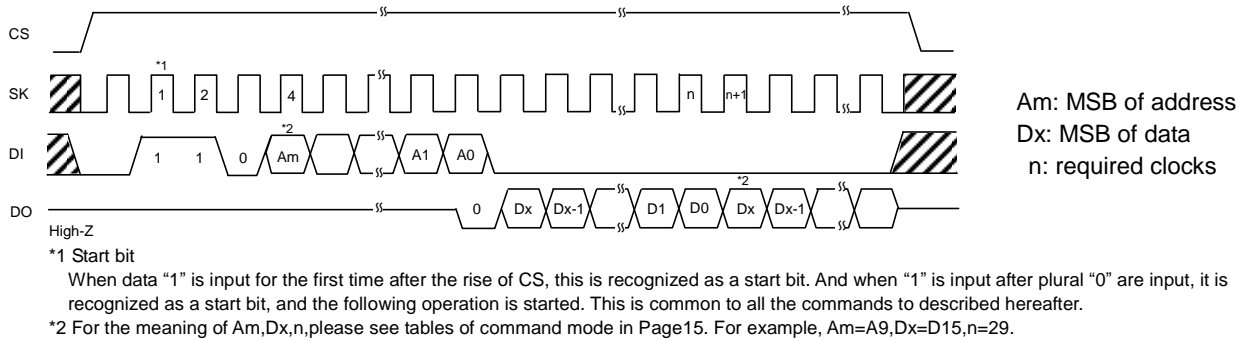 CS
*1
SK 1 2 4 n n+1
*2
DI 1 1 0 Am A1 A0
*2
DO 0 Dx Dx-1 D1 D0 Dx Dx-1
High-Z
Am: MSB of address
Dx: MSB of data
n: required clocks
*1 Start bit
When data “1” is input for the first time after the rise of CS, this is recognized as a start bit. And when “1” is input after plural “0” are input, it is
recognized as a start bit, and the following operation is started. This is common to all the commands to described hereafter.
*2 For the meaning of Am,Dx,n,please see tables of command mode in Page15. For example, Am=A9,Dx=D15,n=29.